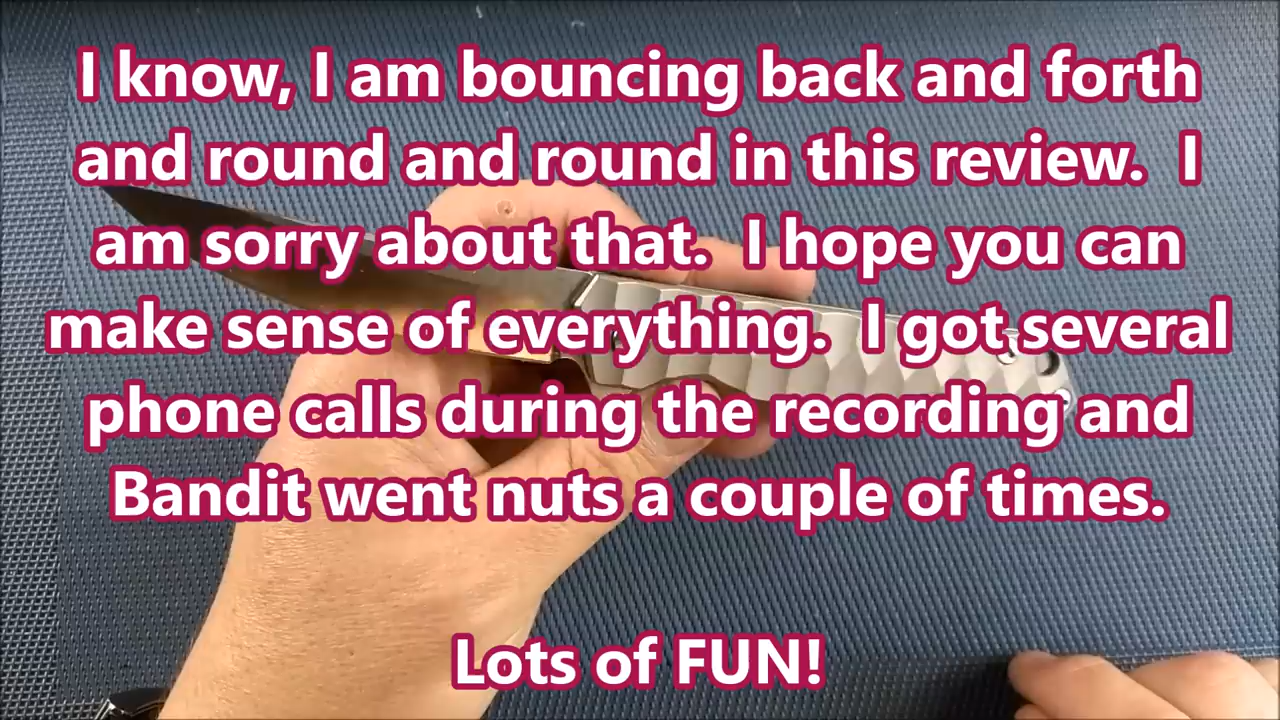 I know, I am bouncing back and forth
and round and round in this review.  I
am sorry about that.  I hope you can
make sense of everything.  I got several
phone calls during the recording and
Bandit went nuts a couple of times.
Lots of FUN!